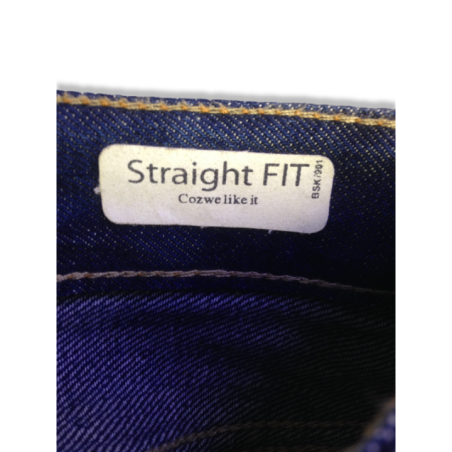 Straight FIT
Cozwe like it
BSK/901